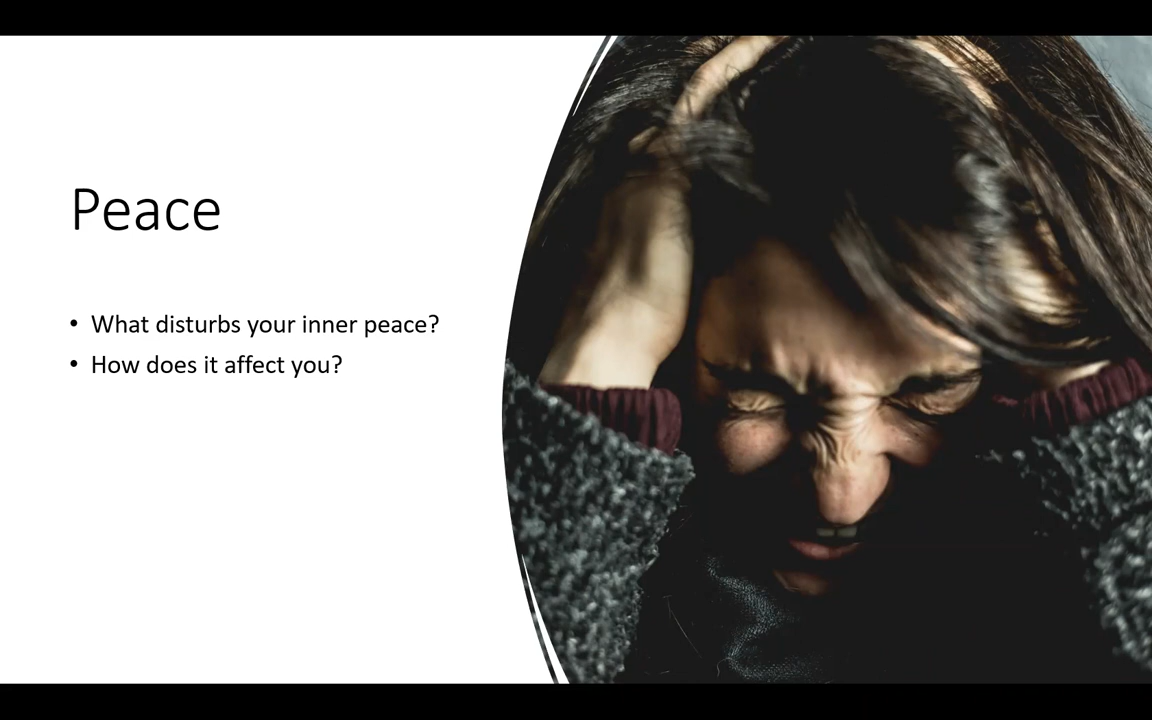 Peace
• What disturbs your inner peace?
• How does it affect you?